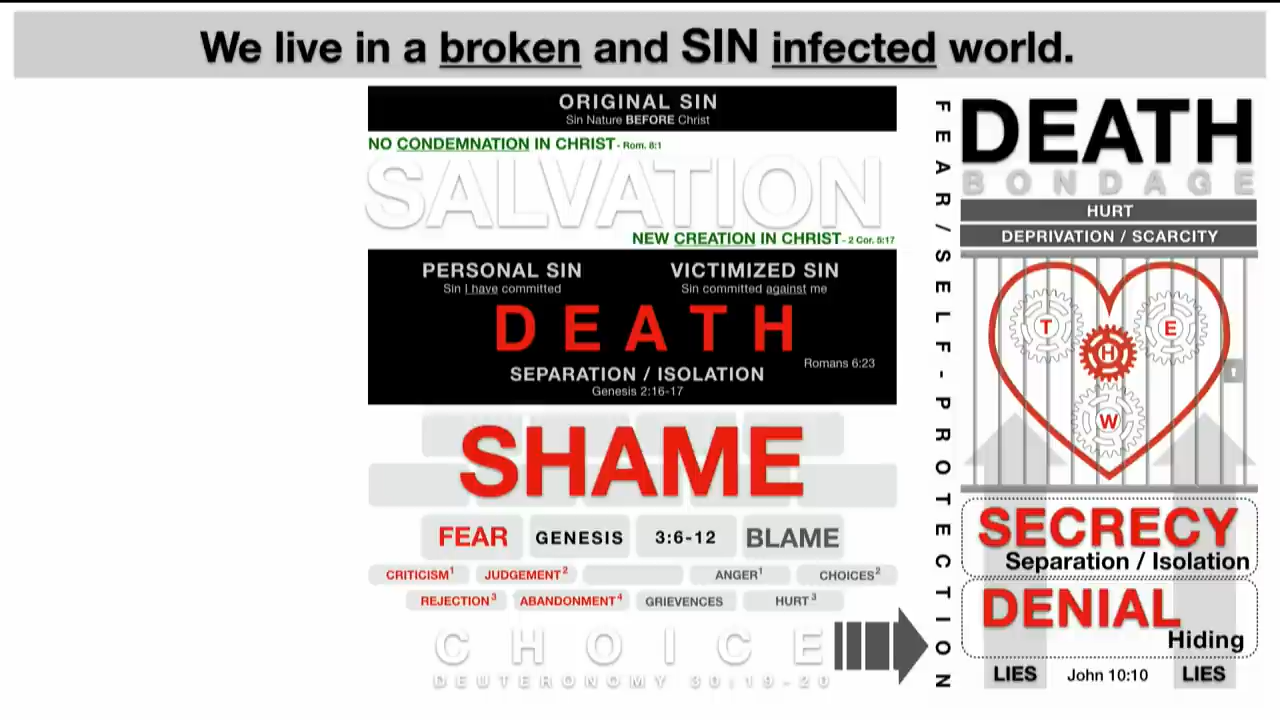 We live in a broken and SIN infected world.
ORIGINAL SIN
Sin Nature BEFORE Christ
NO CONDEMNATION IN CHRIST - Rom. 8:1
SALVATION
NEW CREATION IN CHRIST - 2 Cor. 5:17
PERSONAL SIN VICTIMIZED SIN
Sin I have committed Sin committed against me
DEATH
Romans 6:23
SEPARATION / ISOLATION
Genesis 2:16-17
SHAME
FEAR GENESIS 3:6-12 BLAME
CRITICISM¹ JUDGEMENT² ANGER¹ CHOICES²
REJECTION³ ABANDONMENT⁴ GRIEVENCES HURT³
CHOICE
DEUTERONOMY 30:19-20
FEAR/SELF-PROTECTION
DEATH
BONDAGE
HURT
DEPRIVATION / SCARCITY
T E
H
W
SECRECY
Separation / Isolation
DENIAL
Hiding
LIES John 10:10 LIES